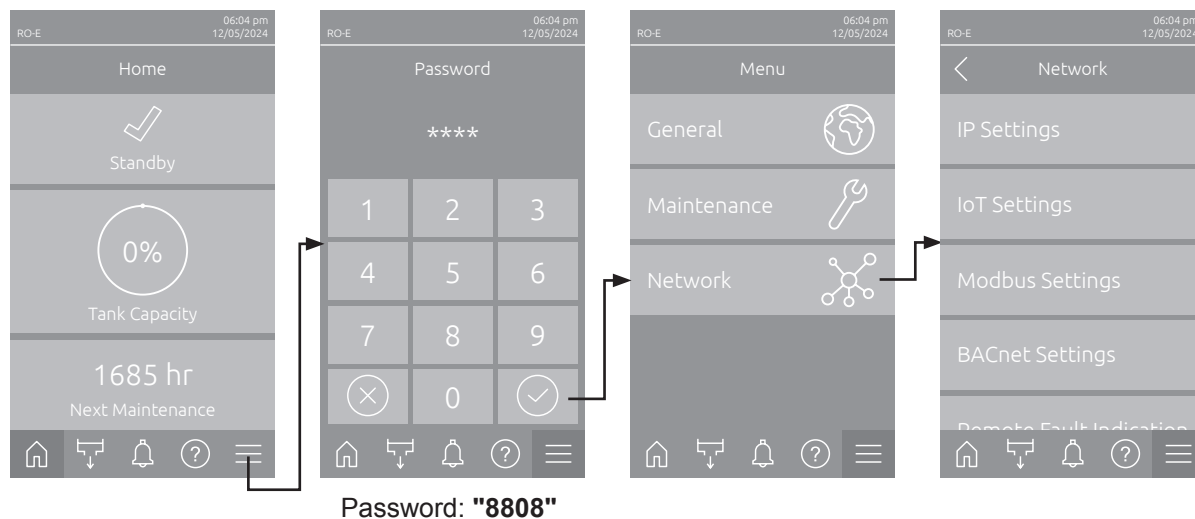 RO-E
06:04 pm
12/05/2024
Home
Standby
0%
Tank Capacity
1685 hr
Next Maintenance
?
RO-E
06:04 pm
12/05/2024
Password
****
1 2 3
4 5 6
7 8 9
0
?
Password: "8808"
RO-E
06:04 pm
12/05/2024
Menu
General
Maintenance
Network
?
RO-E
06:04 pm
12/05/2024
Network
IP Settings
IoT Settings
Modbus Settings
BACnet Settings
Remote Fault Indication
?